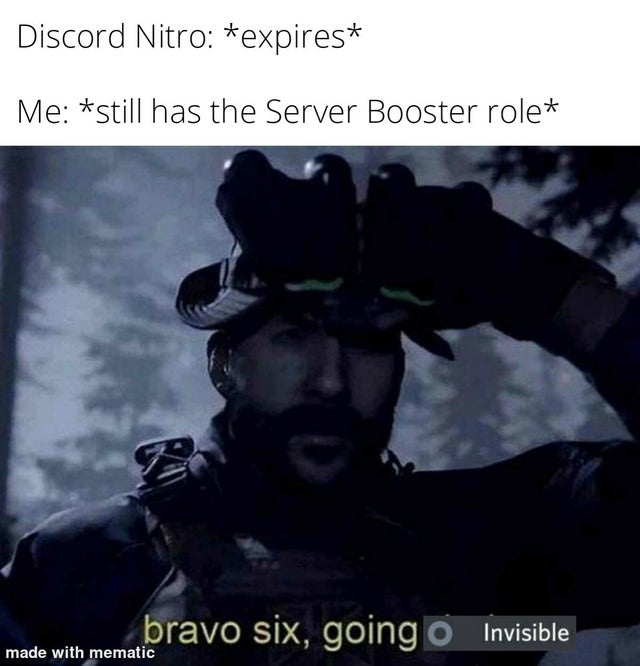 Discord Nitro: *expires*
Me: *still has the Server Booster role*
bravo six, going Invisible
made with mematic